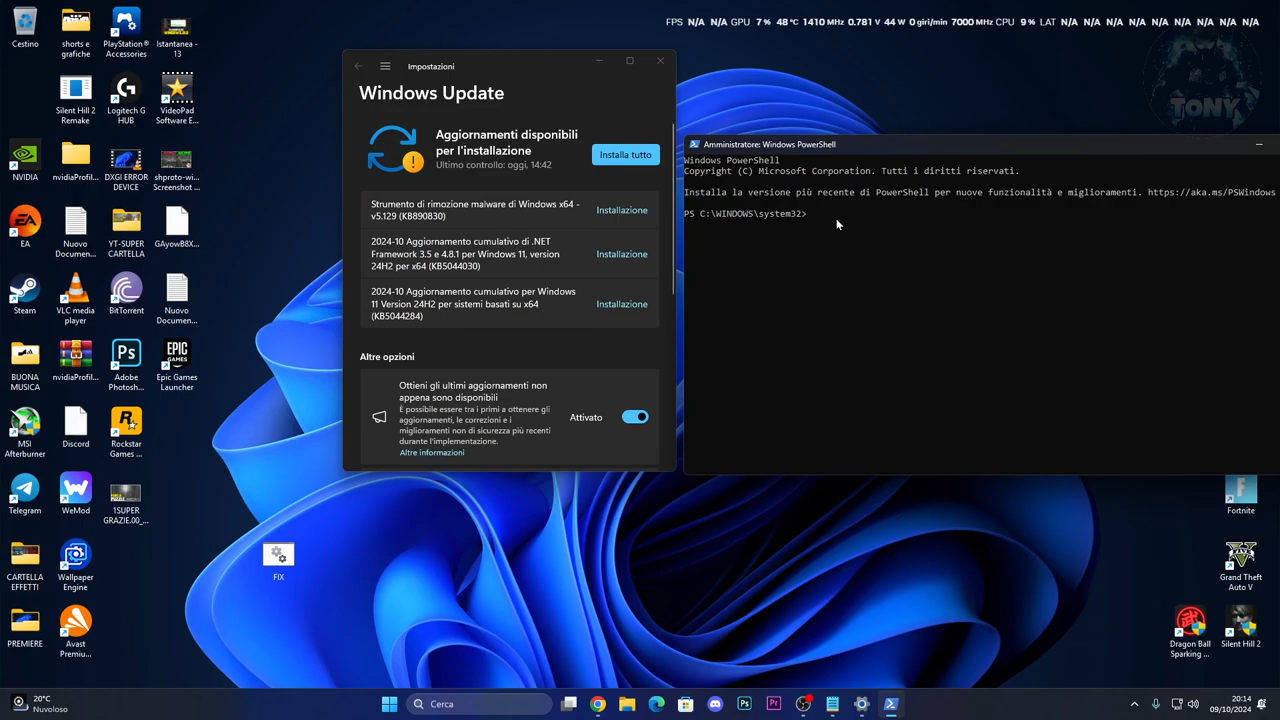 FPS N/A N/A GPU 7 % 48 °C 1410 MHz 0.781 V 44 W 0 giri/min 7000 MHz CPU 9 % LAT N/A N/A N/A N/A N/A N/A N/A
TONY
Cestino
shorts e
grafiche
PlayStation®
Accessories
Istantanea -
13
Silent Hill 2
Remake
Logitech G
HUB
VideoPad
Software E...
NVIDIA
nvidiaProfil...
DXGI ERROR
DEVICE
shproto-wi...
Screenshot ...
EA
Nuovo
Documen...
YT-SUPER
CARTELLA
GAyowB8X...
Steam
VLC media
player
BitTorrent
Nuovo
Documen...
BUONA
MUSICA
nvidiaProfil...
Adobe
Photosh...
Epic Games
Launcher
MSI
Afterburner
Discord
Rockstar
Games ...
Telegram
WeMod
1SUPER
GRAZIE.00_...
CARTELLA
EFFETTI
Wallpaper
Engine
PREMIERE
Avast
Premiu...
FIX
Impostazioni
Windows Update
Aggiornamenti disponibili
per l'installazione
Ultimo controllo: oggi, 14:42
Installa tutto
Strumento di rimozione malware di Windows x64 -
v5.129 (KB890830)
Installazione
2024-10 Aggiornamento cumulativo di .NET
Framework 3.5 e 4.8.1 per Windows 11, version
24H2 per x64 (KB5044030)
Installazione
2024-10 Aggiornamento cumulativo per Windows
11 Version 24H2 per sistemi basati su x64
(KB5044284)
Installazione
Altre opzioni
Ottieni gli ultimi aggiornamenti non
appena sono disponibili
È possibile essere tra i primi a ottenere gli
aggiornamenti, le correzioni e i
miglioramenti non di sicurezza più recenti
durante l'implementazione.
Altre informazioni
Attivato
Amministratore: Windows PowerShell
Windows PowerShell
Copyright (C) Microsoft Corporation. Tutti i diritti riservati.
Installa la versione più recente di PowerShell per nuove funzionalità e miglioramenti. https://aka.ms/PSWindows
PS C:\WINDOWS\system32>
Fortnite
Grand Theft
Auto V
Dragon Ball
Sparking ...
Silent Hill 2
20°C
Nuvoloso
Cerca
20:14
09/10/2024